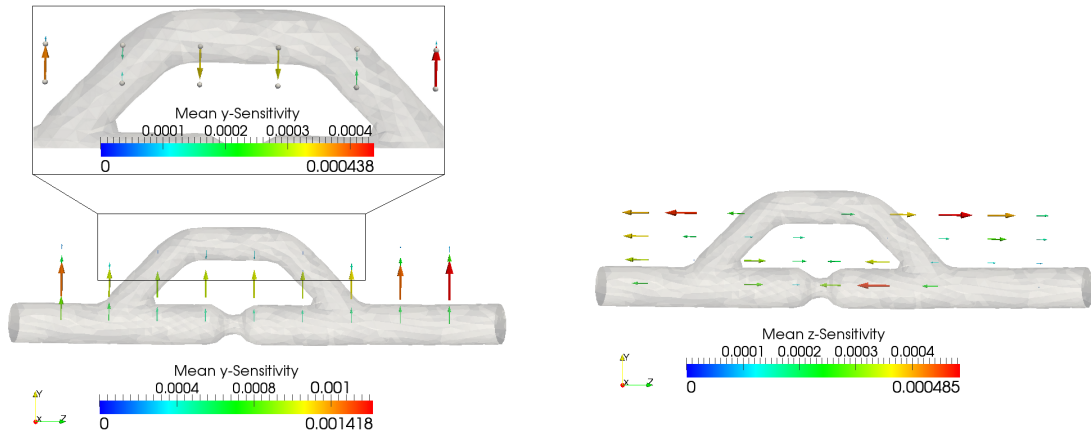 Mean y-Sensitivity
0.0001 0.0002 0.0003 0.0004
0 0.000438
Mean y-Sensitivity
0.0004 0.0008 0.001
0 0.001418
Y
X Z
Mean z-Sensitivity
0.0001 0.0002 0.0003 0.0004
0 0.000485
Y
X Z